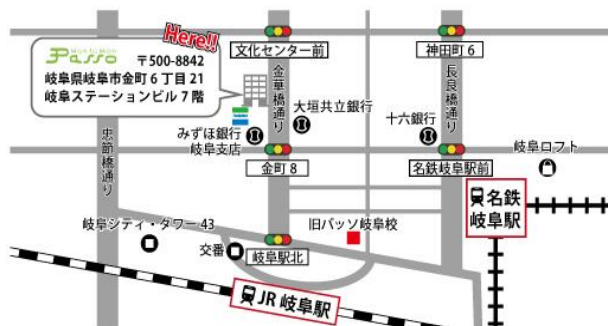 Here!!
mon tu mon
Passo
〒500-8842
岐阜県岐阜市金町6丁目21
岐阜ステーションビル7階
文化センター前
神田町6
金華橋通り
長良橋通り
忠節橋通り
大垣共立銀行
十六銀行
みずほ銀行
岐阜支店
岐阜ロフト
金町8
名鉄岐阜駅前
名鉄
岐阜駅
岐阜シティ・タワー43
旧パッソ岐阜校
交番
岐阜駅北
JR岐阜駅